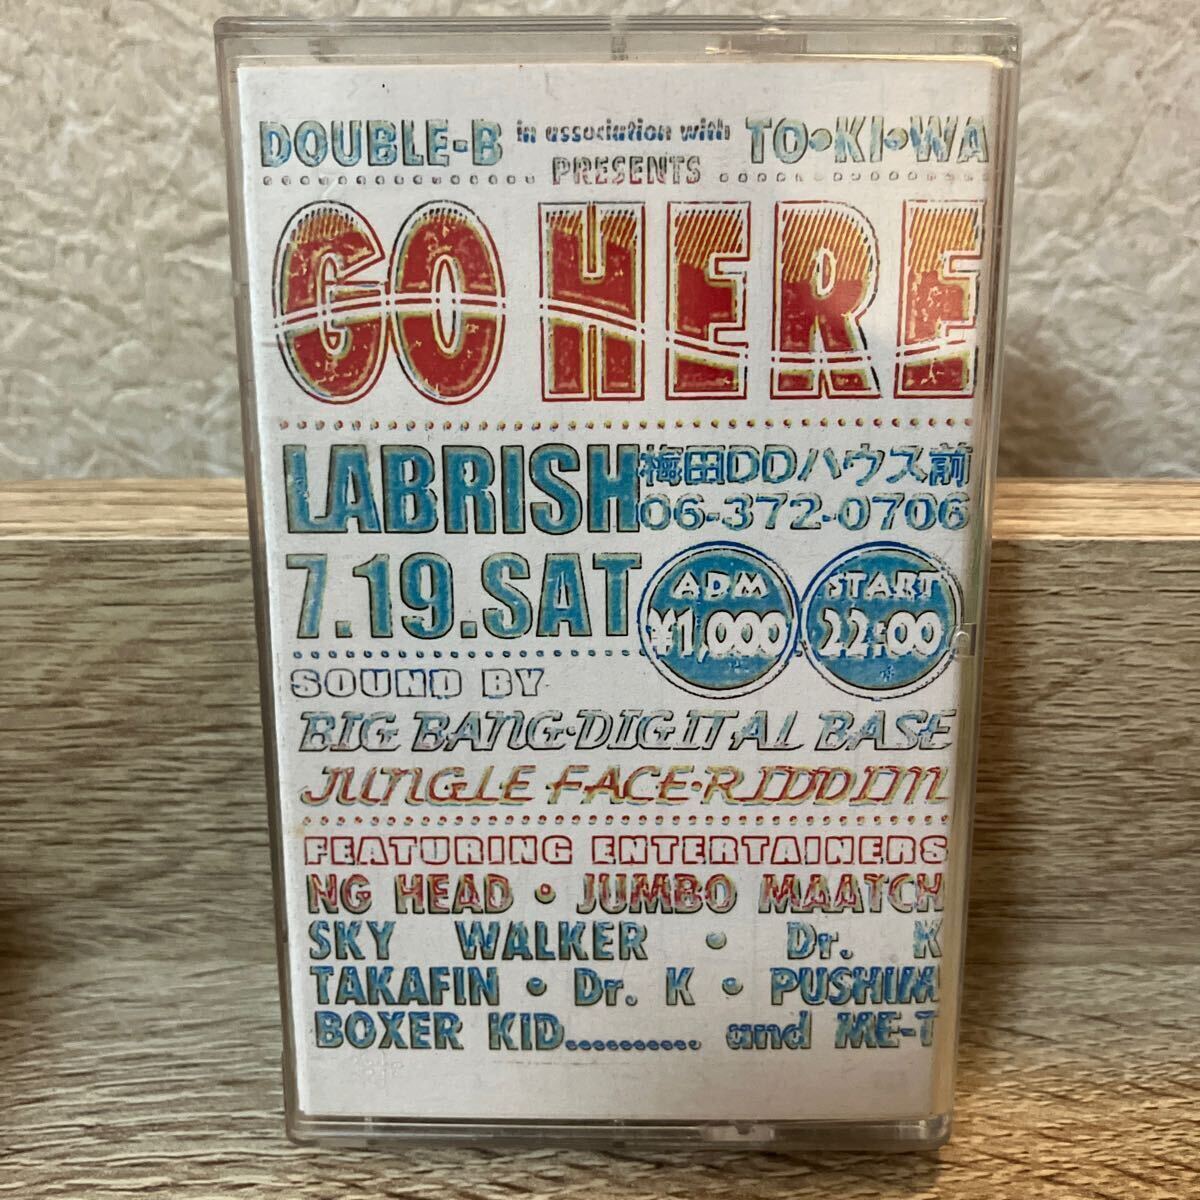 DOUBLE-B in association with TO•KI•WA
PRESENTS
GO HERE
LABRISH 梅田DDハウス前
06-372-0706
7.19.SAT ADM ¥1,000 START 22:00
SOUND BY
BIG BANG•DIGITAL BASE
JUNGLE FACE•RIDDIM
FEATURING ENTERTAINERS
NG HEAD • JUMBO MAATCH
SKY WALKER • Dr. K
TAKAFIN • Dr. K • PUSHIM
BOXER KID.......... and ME-T